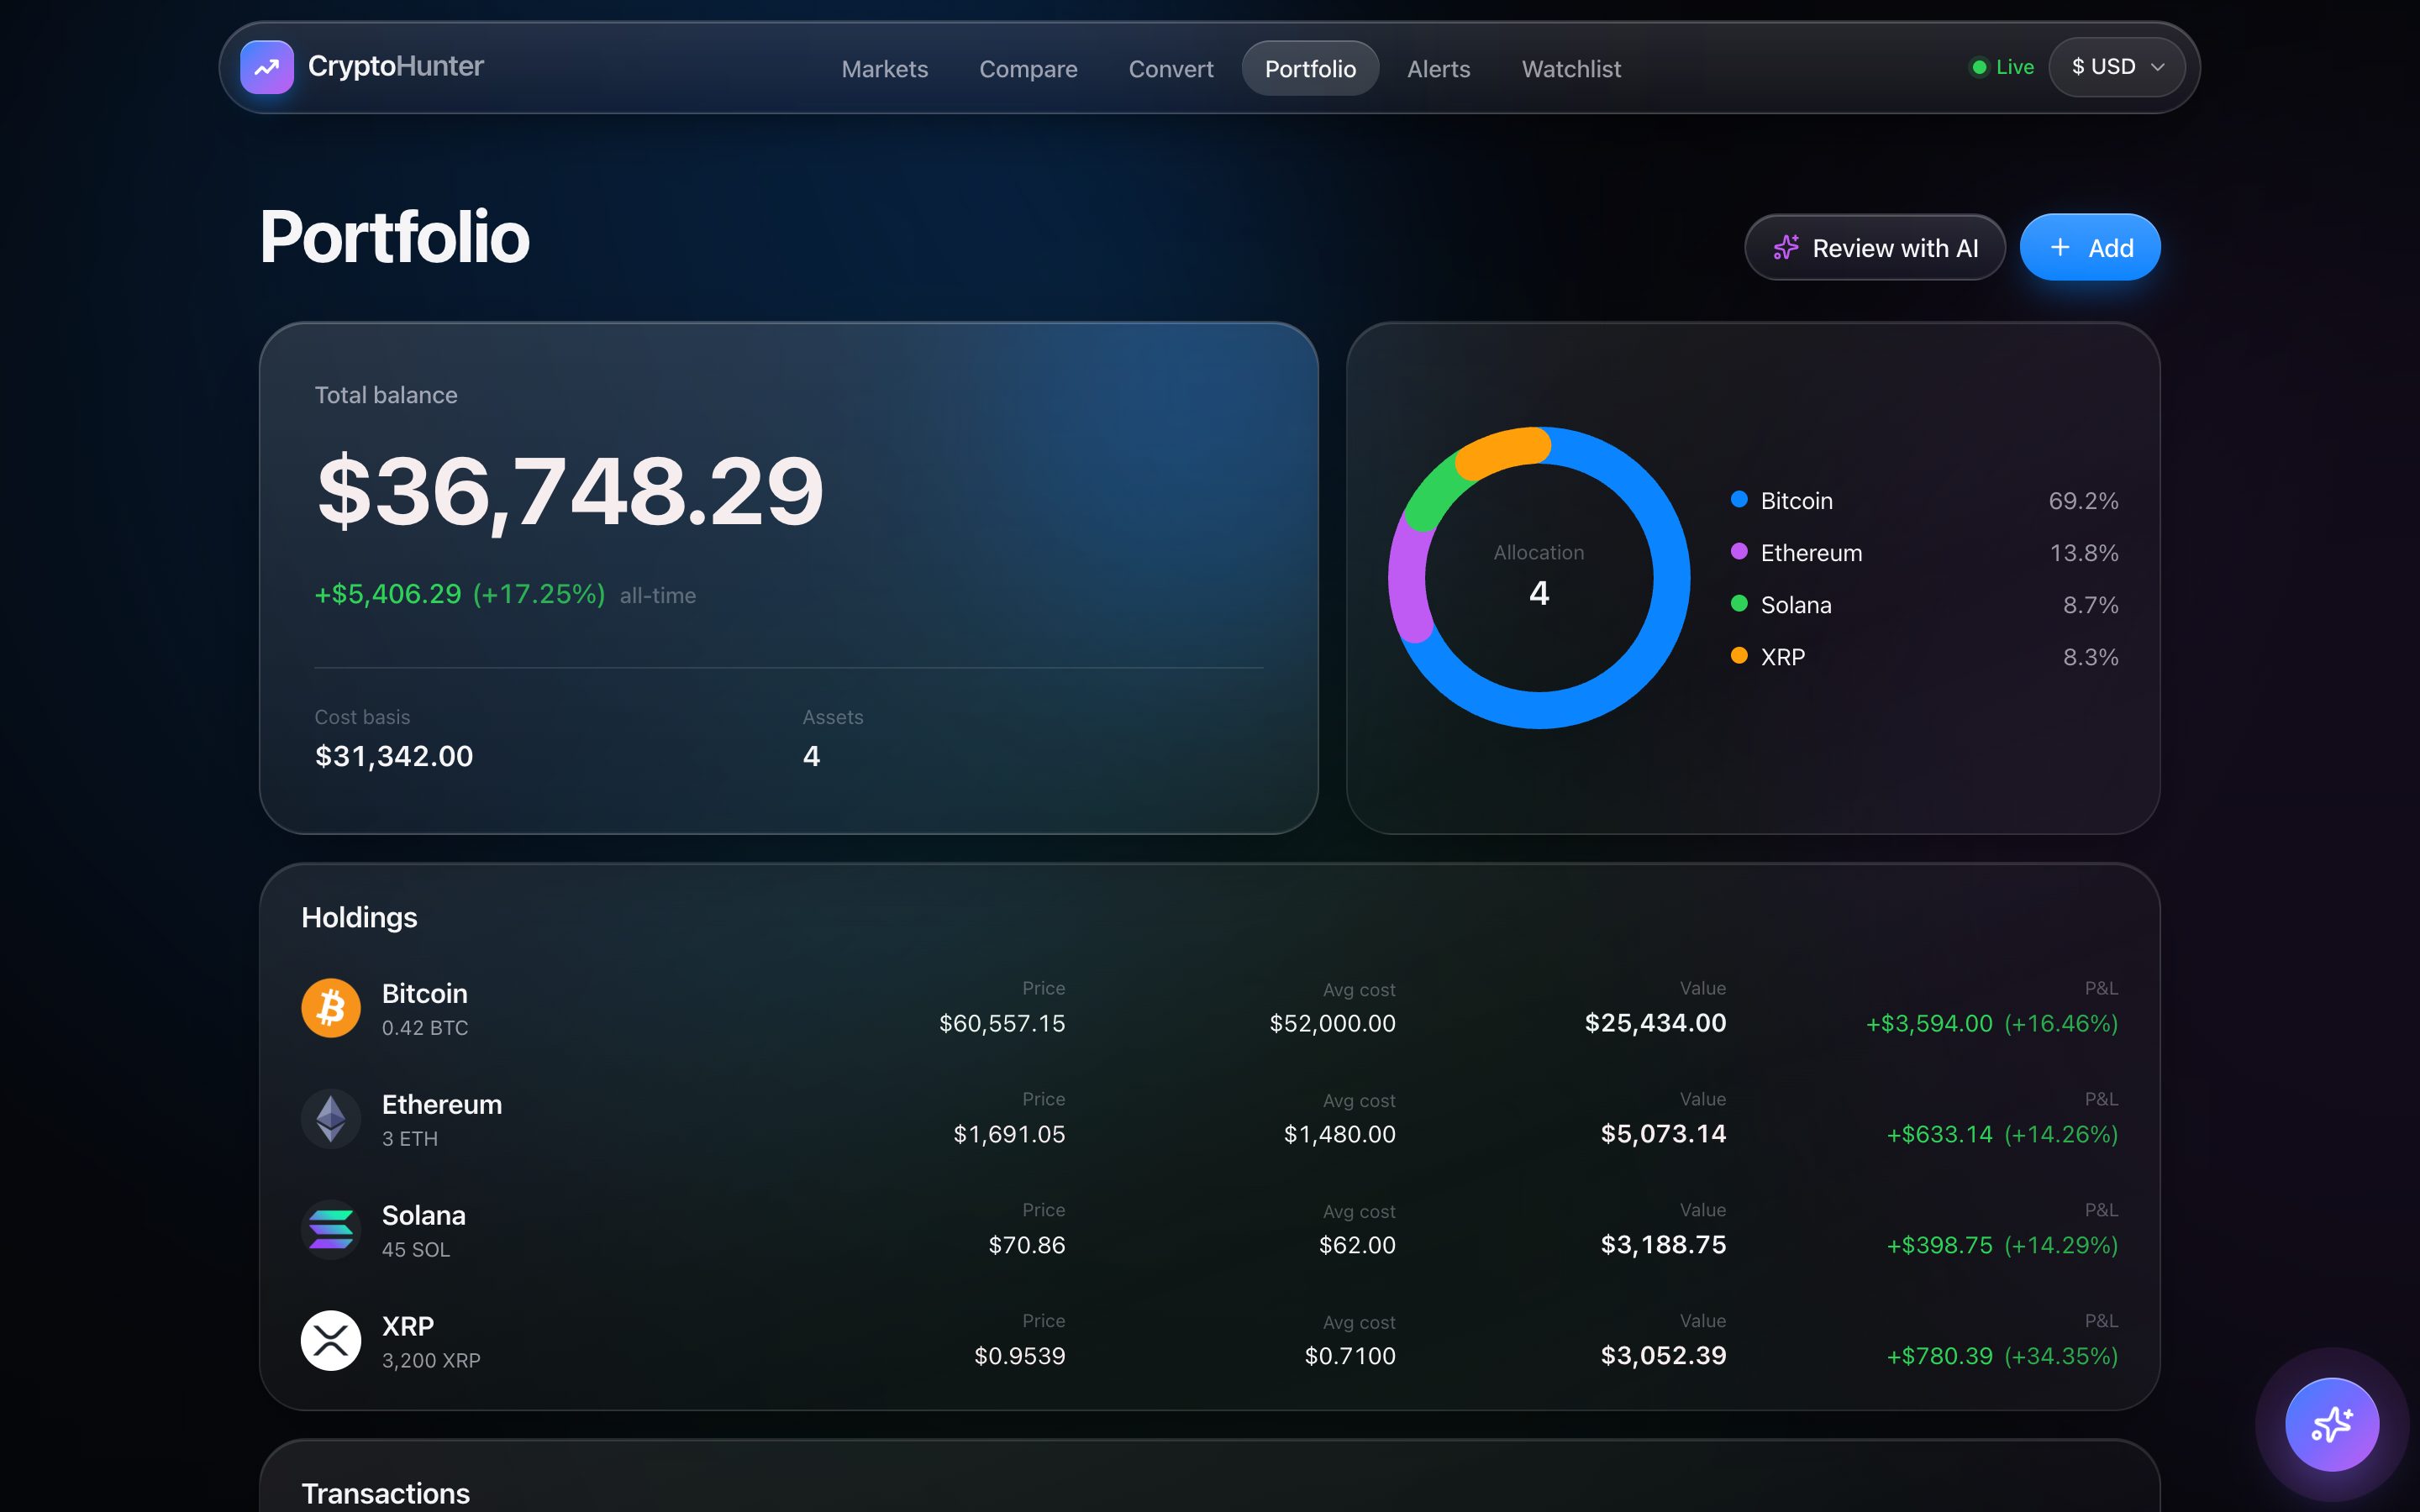 CryptoHunter
Markets Compare Convert Portfolio Alerts Watchlist
Live
$ USD
Portfolio
Review with AI
+ Add
Total balance
$36,748.29
+$5,406.29 (+17.25%) all-time
Cost basis
$31,342.00
Assets
4
Allocation
4
Bitcoin 69.2%
Ethereum 13.8%
Solana 8.7%
XRP 8.3%
Holdings
Bitcoin
0.42 BTC
Price
$60,557.15
Avg cost
$52,000.00
Value
$25,434.00
P&L
+$3,594.00 (+16.46%)
Ethereum
3 ETH
Price
$1,691.05
Avg cost
$1,480.00
Value
$5,073.14
P&L
+$633.14 (+14.26%)
Solana
45 SOL
Price
$70.86
Avg cost
$62.00
Value
$3,188.75
P&L
+$398.75 (+14.29%)
XRP
3,200 XRP
Price
$0.9539
Avg cost
$0.7100
Value
$3,052.39
P&L
+$780.39 (+34.35%)
Transactions